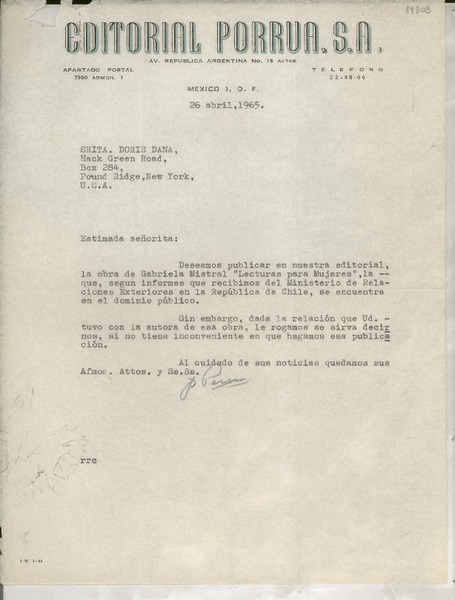 14308
EDITORIAL PORRUA, S.A.
AV. REPUBLICA ARGENTINA No. 15 ALTOS
APARTADO POSTAL
7990 ADMON. 1
TELEFONO
22-45-06
MEXICO 1, D. F.
26 abril,1965.
SRITA. DORIS DANA,
Hack Green Road,
Box 284,
Pound Ridge,New York,
U.S.A.
Estimada señorita:
Deseamos publicar en nuestra editorial,
la obra de Gabriela Mistral "Lecturas para Mujeres",la --
que, segun informes que recibimos del Ministerio de Rela-
ciones Exteriores en la República de Chile, se encuentra
en el dominio público.
Sin embargo, dada la relación que Ud. -
tuvo con la autora de esa obra, le rogamos se sirva decir
nos, si no tiene inconveniente en que hagamos esa publica
ción.
Al cuidado de sus noticias quedamos sus
Afmos. Attos. y Ss.Ss.
rrc